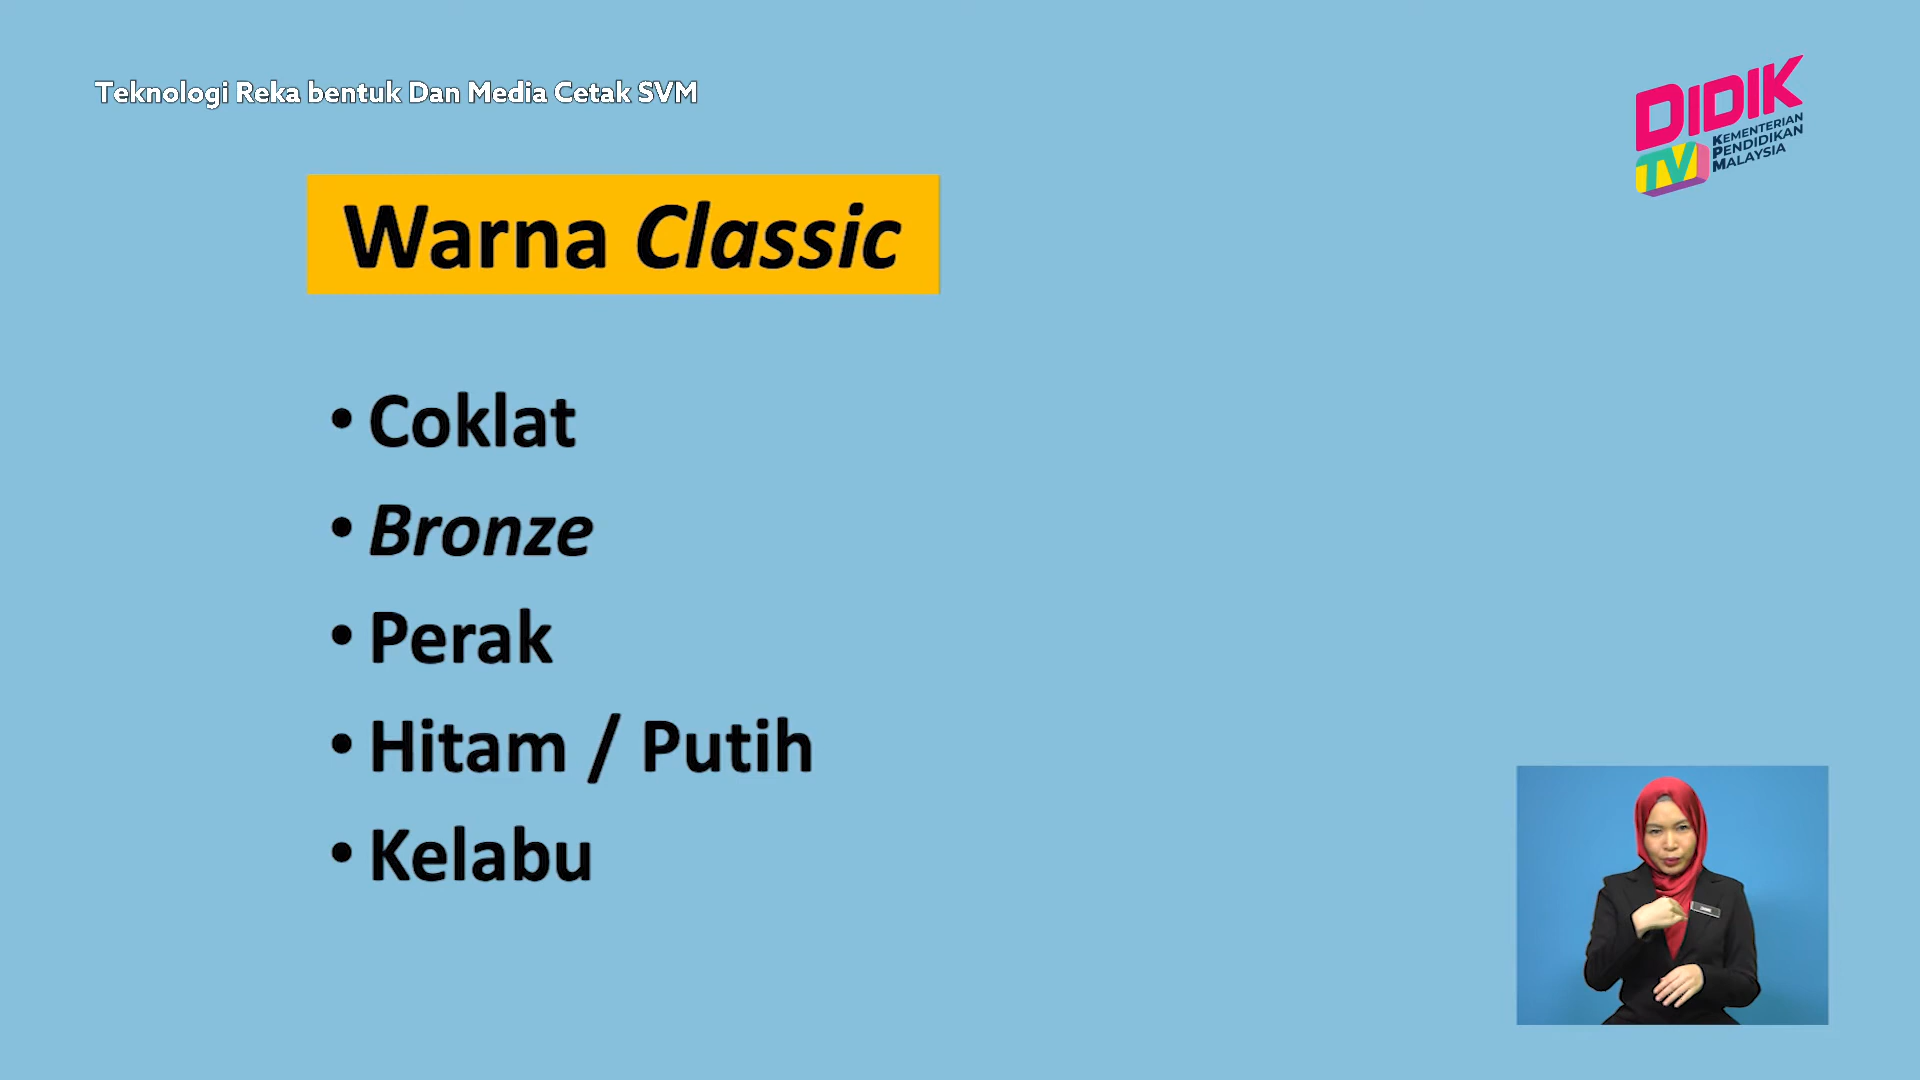 Teknologi Reka bentuk Dan Media Cetak SVM
DIDIK
TV
KEMENTERIAN
PENDIDIKAN
MALAYSIA
Warna Classic
• Coklat
• Bronze
• Perak
• Hitam / Putih
• Kelabu